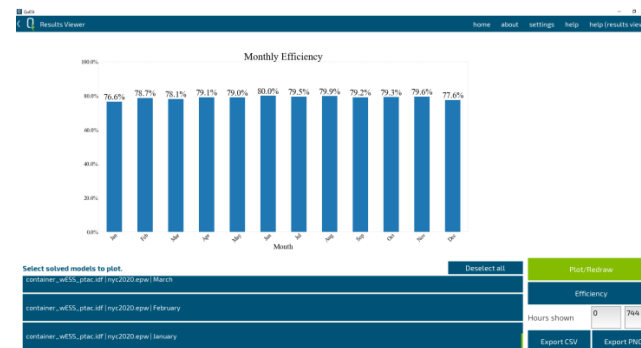 Results Viewer
home about settings help help (results view
Monthly Efficiency
100.0%
80.0%
60.0%
40.0%
20.0%
0.0%
76.6% 78.7% 78.1% 79.1% 79.0% 80.0% 79.5% 79.9% 79.2% 79.3% 79.6% 77.6%
Jan Feb Mar Apr May Jun Jul Aug Sep Oct Nov Dec
Month
Select solved models to plot.
Deselect all
container_wESS_ptac.idf | nyc2020.epw | March
container_wESS_ptac.idf | nyc2020.epw | February
container_wESS_ptac.idf | nyc2020.epw | January
Plot/Redraw
Efficiency
Hours shown 0 744
Export CSV Export PNG